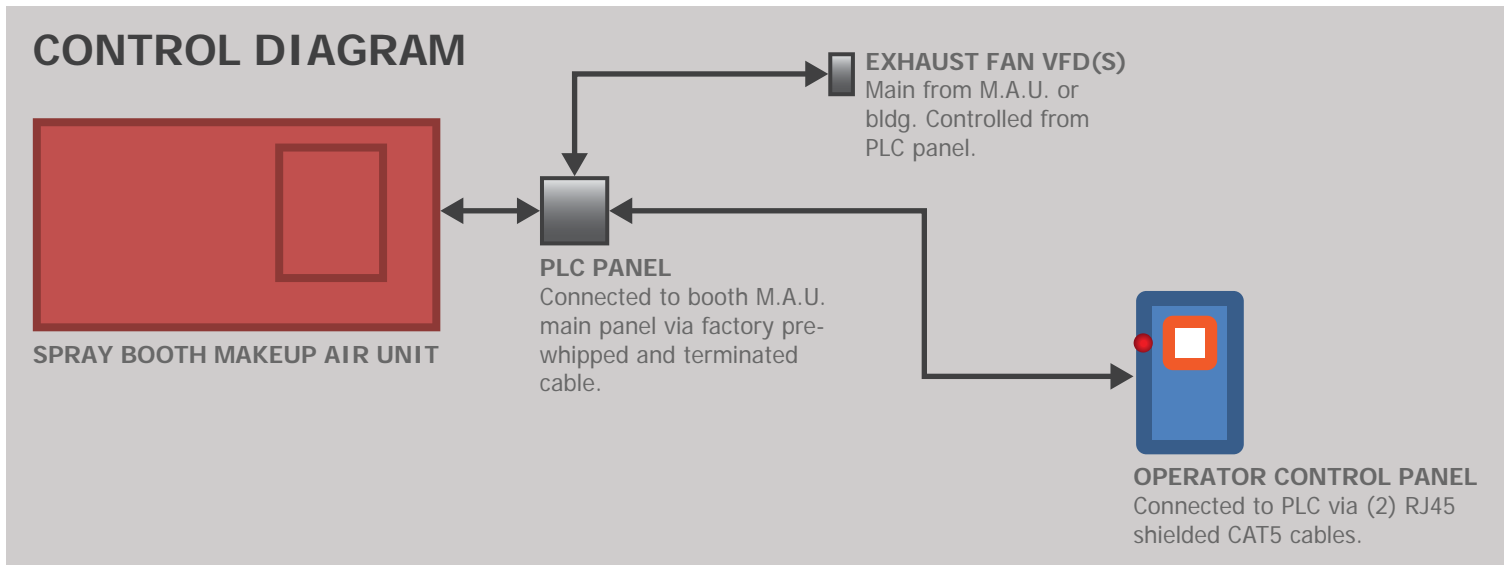 CONTROL DIAGRAM
EXHAUST FAN VFD(S)
Main from M.A.U. or
bldg. Controlled from
PLC panel.
PLC PANEL
Connected to booth M.A.U.
main panel via factory pre-
whipped and terminated
cable.
SPRAY BOOTH MAKEUP AIR UNIT
OPERATOR CONTROL PANEL
Connected to PLC via (2) RJ45
shielded CAT5 cables.